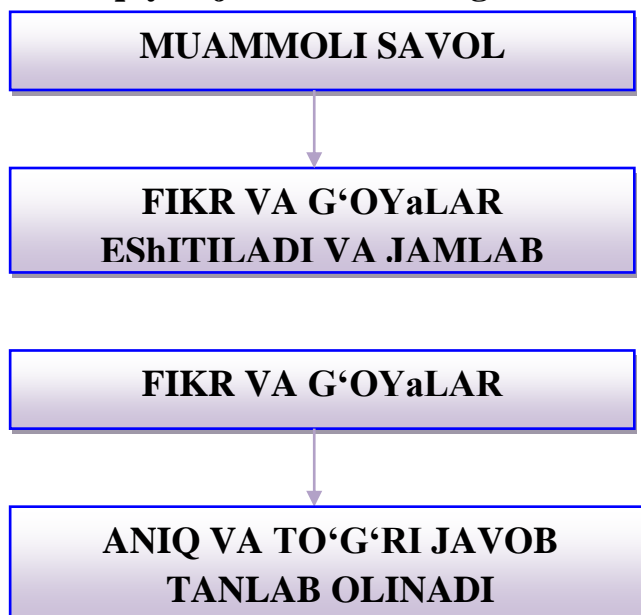 MUAMMOLI SAVOL
FIKR VA G‘OYaLAR
EShITILADI VA JAMLAB
FIKR VA G‘OYaLAR
ANIQ VA TO‘G‘RI JAVOB
TANLAB OLINADI